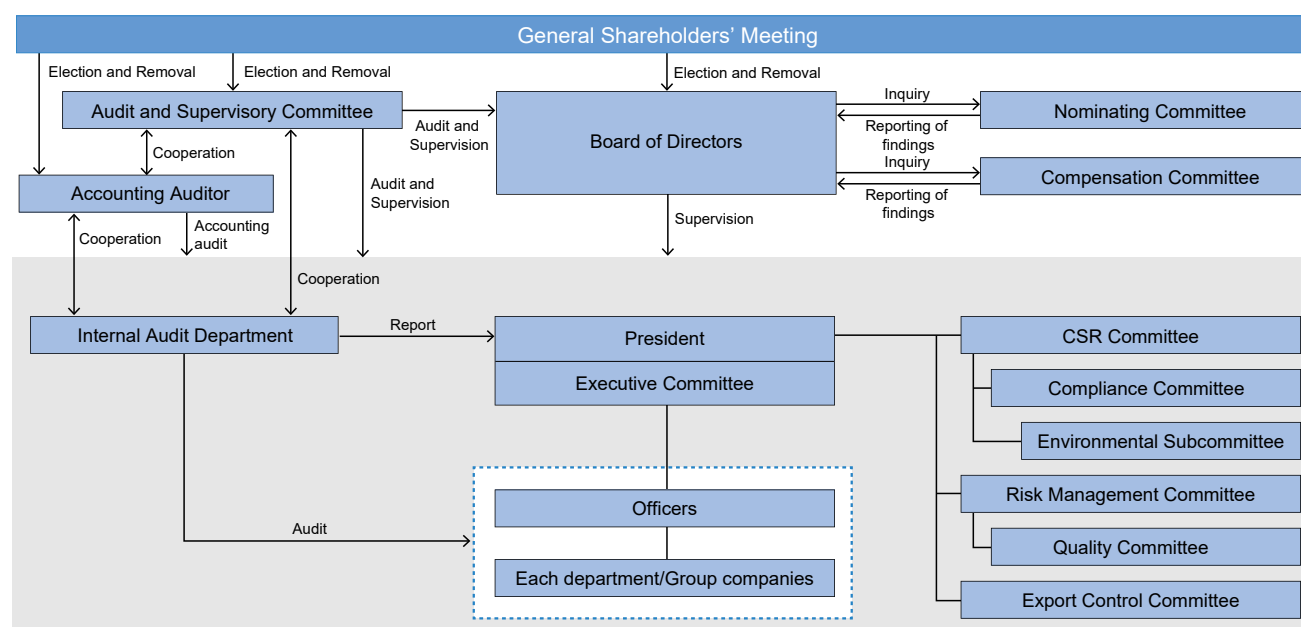 General Shareholders’ Meeting
Election and Removal
Election and Removal
Election and Removal
Audit and Supervisory Committee
Audit and
Supervision
Board of Directors
Inquiry
Reporting of
findings
Nominating Committee
Cooperation
Inquiry
Reporting of
findings
Compensation Committee
Accounting Auditor
Audit and
Supervision
Cooperation
Accounting
audit
Supervision
Cooperation
Internal Audit Department
Report
President
Executive Committee
CSR Committee
Compliance Committee
Environmental Subcommittee
Risk Management Committee
Quality Committee
Export Control Committee
Audit
Officers
Each department/Group companies